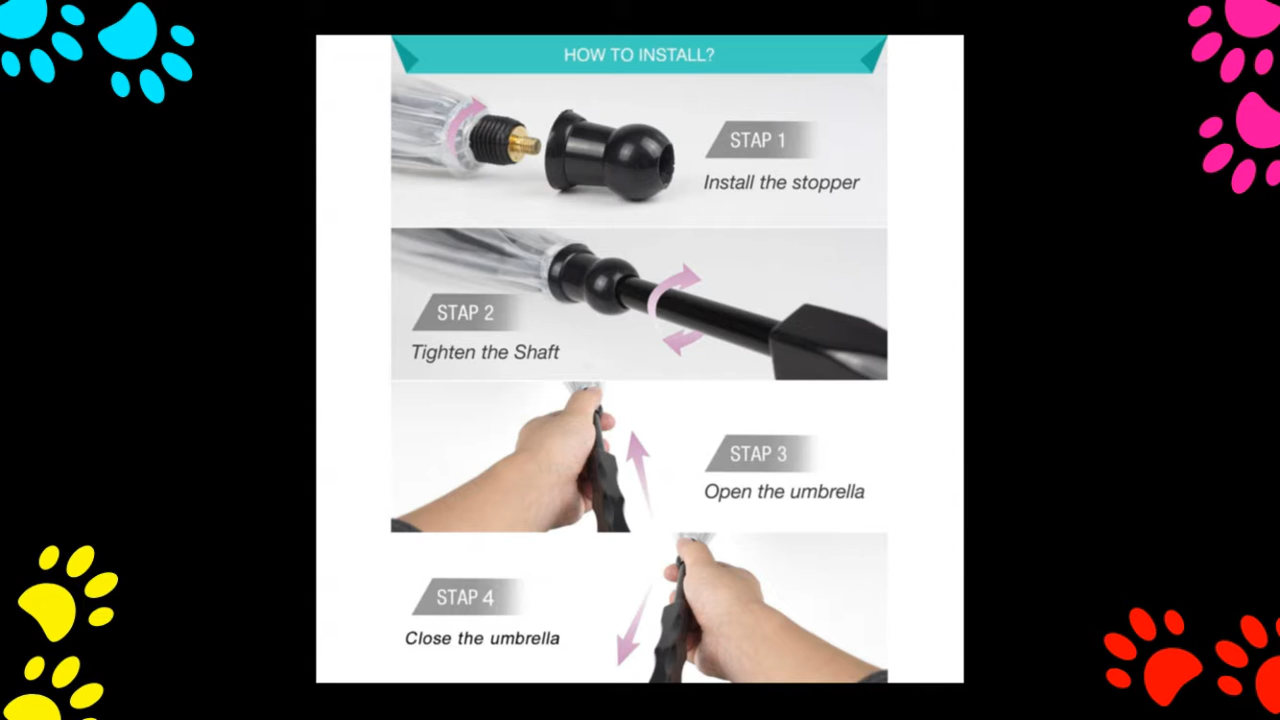 HOW TO INSTALL?
STAP 1
Install the stopper
STAP 2
Tighten the Shaft
STAP 3
Open the umbrella
STAP 4
Close the umbrella